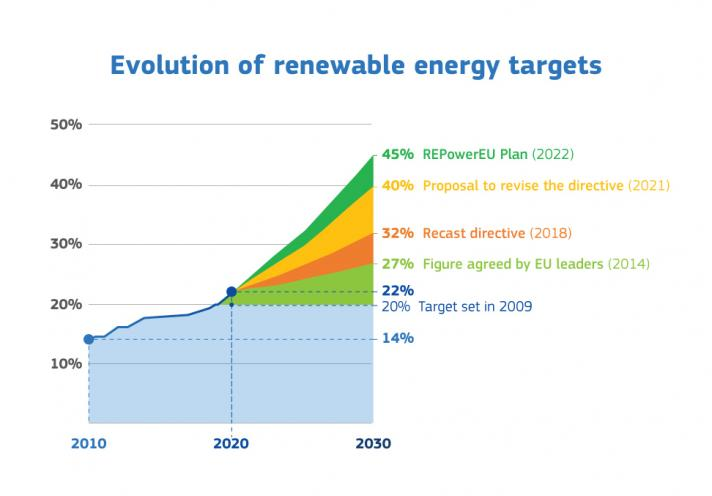 Evolution of renewable energy targets
50%
45% REPowerEU Plan (2022)
40%
40% Proposal to revise the directive (2021)
32% Recast directive (2018)
30%
27% Figure agreed by EU leaders (2014)
22%
20%
20% Target set in 2009
14%
10%
2010 2020 2030